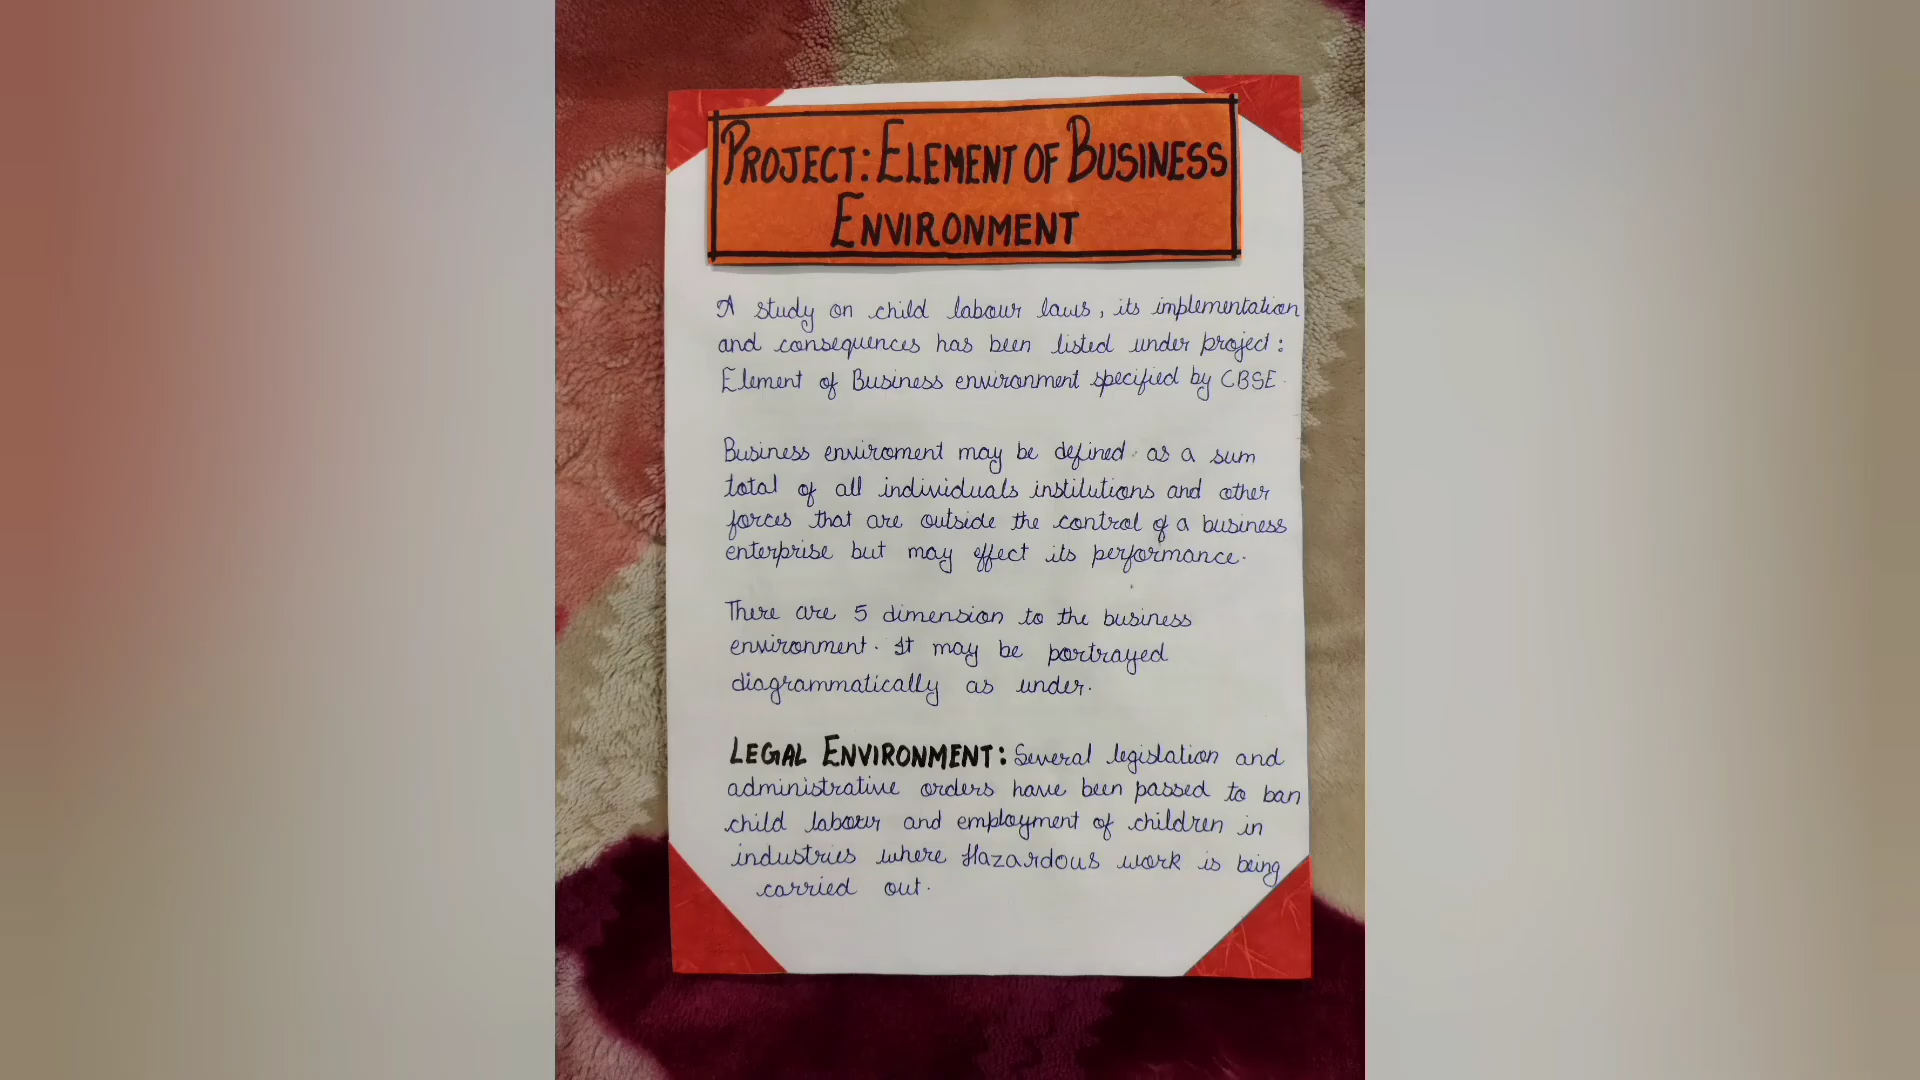 PROJECT: ELEMENT OF BUSINESS
ENVIRONMENT
A study on child labour laws, its implementation
and consequences has been listed under project:
Element of Business environment specified by CBSE.
Business enviroment may be defined as a sum
total of all individuals institutions and other
forces that are outside the control of a business
enterprise but may effect its performance.
There are 5 dimension to the business
environment. It may be portrayed
diagrammatically as under.
LEGAL ENVIRONMENT: Several legislation and
administrative orders have been passed to ban
child labour and employment of children in
industries where Hazardous work is being
carried out.